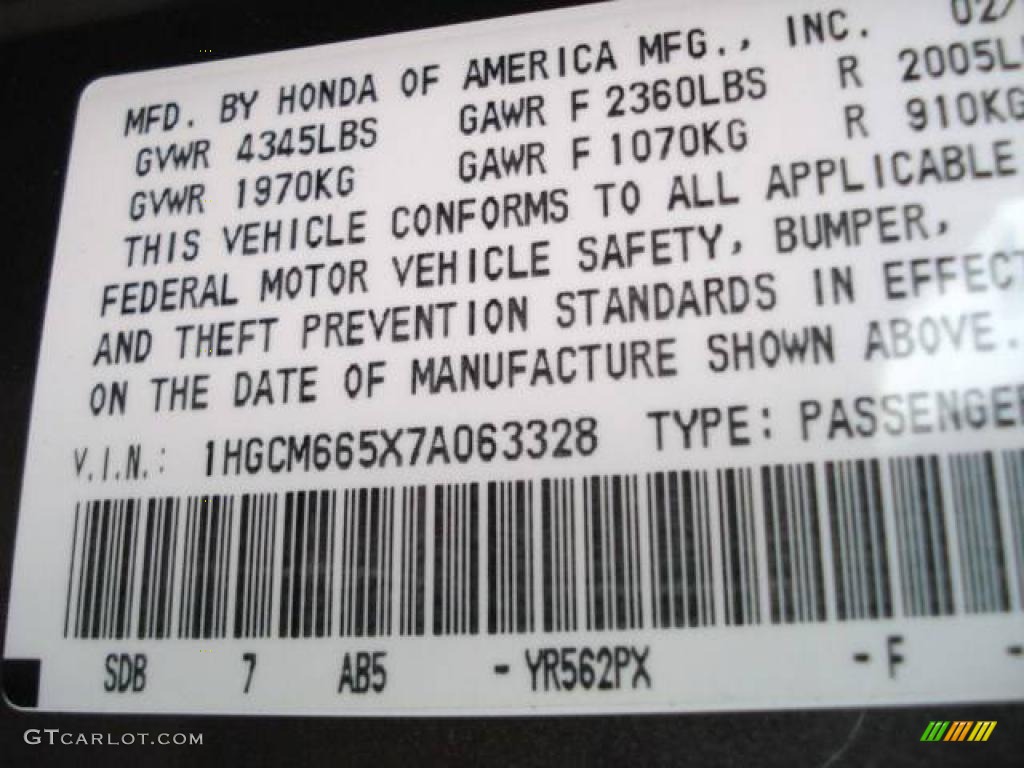 MFD. BY HONDA OF AMERICA MFG., INC. 02/
GVWR 4345LBS GAWR F 2360LBS R 2005L
GVWR 1970KG GAWR F 1070KG R 910KG
THIS VEHICLE CONFORMS TO ALL APPLICABLE
FEDERAL MOTOR VEHICLE SAFETY, BUMPER,
AND THEFT PREVENTION STANDARDS IN EFFECT
ON THE DATE OF MANUFACTURE SHOWN ABOVE.
V.I.N.: 1HGCM665X7A063328 TYPE: PASSENGER
SDB 7 AB5 - YR562PX - F -
GTCARLOT.COM